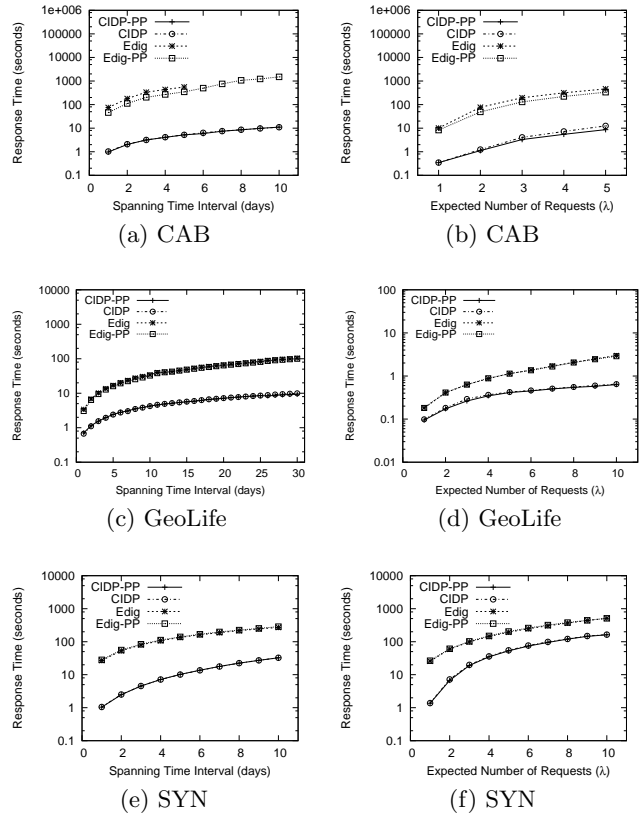 1e+006
100000
10000
1000
100
10
1
0.1
Response Time (seconds)
CIDP-PP
CIDP
Edig
Edig-PP
0 2 4 6 8 10
Spanning Time Interval (days)
(a) CAB
1e+006
100000
10000
1000
100
10
1
0.1
Response Time (seconds)
CIDP-PP
CIDP
Edig
Edig-PP
1 2 3 4 5
Expected Number of Requests (λ)
(b) CAB
10000
1000
100
10
1
0.1
Response Time (seconds)
CIDP-PP
CIDP
Edig
Edig-PP
0 5 10 15 20 25 30
Spanning Time Interval (days)
(c) GeoLife
100
10
1
0.1
0.01
Response Time (seconds)
CIDP-PP
CIDP
Edig
Edig-PP
0 2 4 6 8 10
Expected Number of Requests (λ)
(d) GeoLife
10000
1000
100
10
1
0.1
Response Time (seconds)
CIDP-PP
CIDP
Edig
Edig-PP
0 2 4 6 8 10
Spanning Time Interval (days)
(e) SYN
10000
1000
100
10
1
0.1
Response Time (seconds)
CIDP-PP
CIDP
Edig
Edig-PP
0 2 4 6 8 10
Expected Number of Requests (λ)
(f) SYN